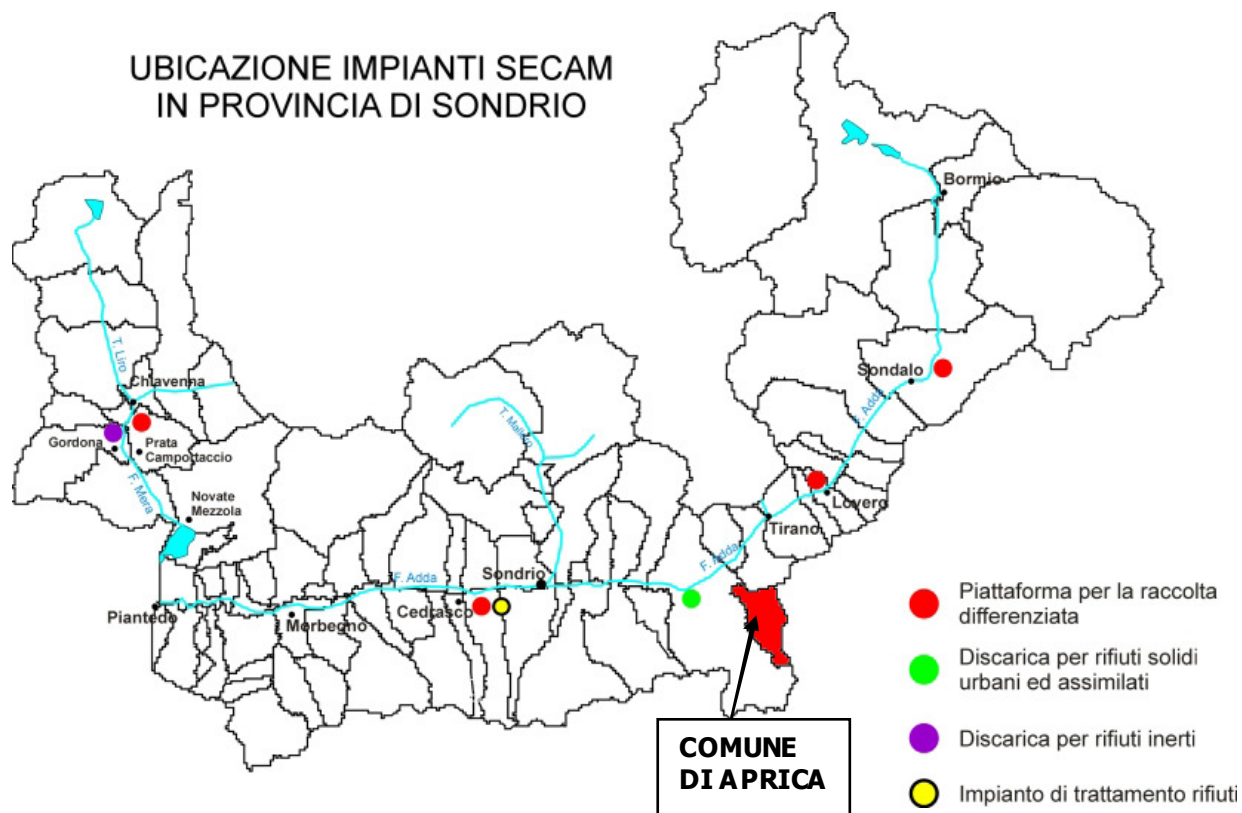 UBICAZIONE IMPIANTI SECAM
IN PROVINCIA DI SONDRIO
Bormio
T. Liro
Chiavenna
Sondalo
F. Adda
T. Mallero
Gordona
Prata
Camportaccio
F. Mera
Novate
Mezzola
Lovero
Tirano
F. Adda
F. Adda
Sondrio
Piantedo
Morbegno
Cedrasco
Piattaforma per la raccolta
differenziata
Discarica per rifiuti solidi
urbani ed assimilati
Discarica per rifiuti inerti
Impianto di trattamento rifiuti
COMUNE
DI APRICA